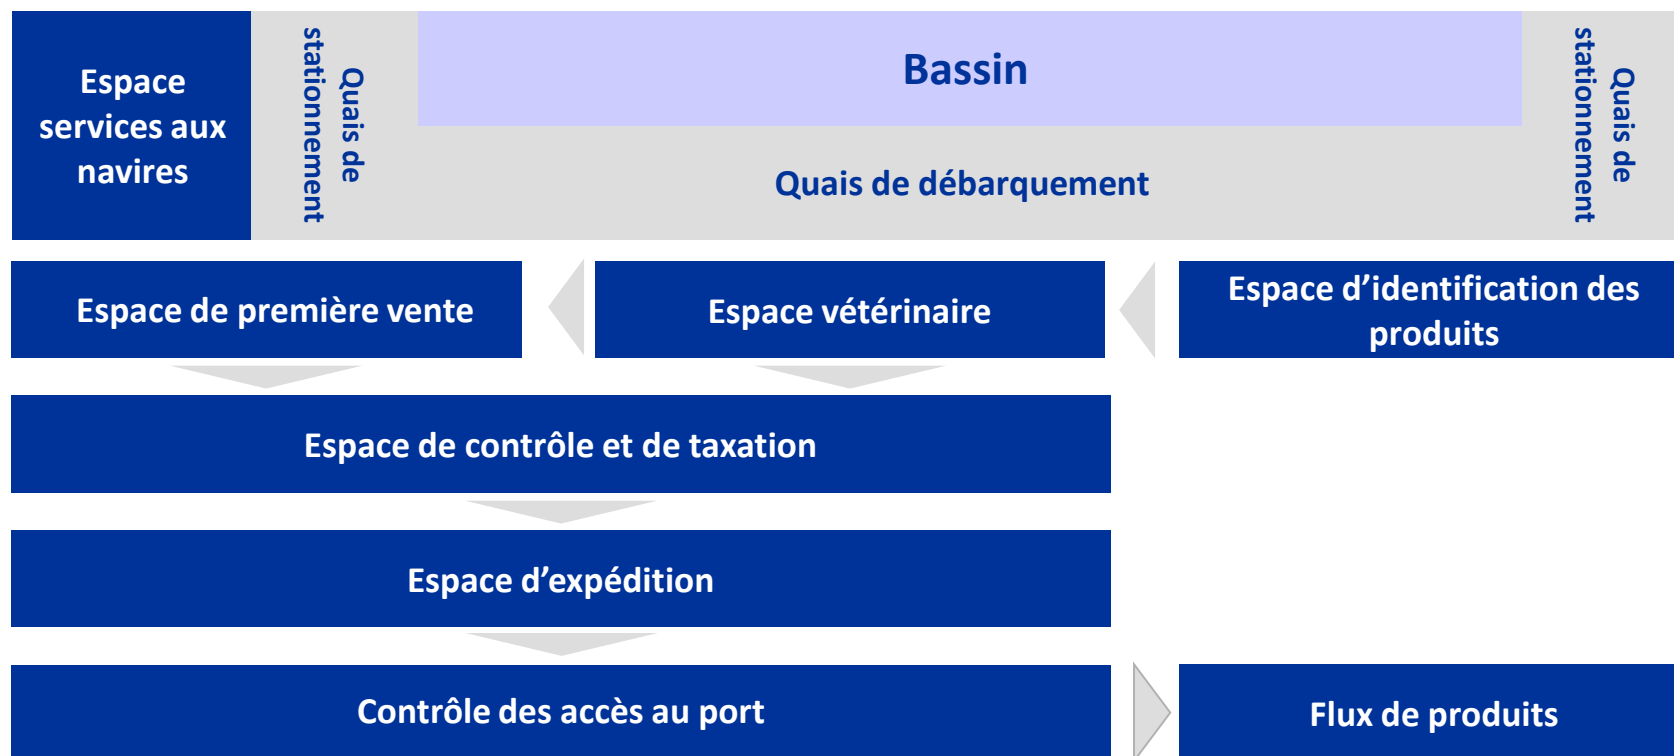 Espace
services aux
navires
Quais de
stationnement
Bassin
Quais de débarquement
Quais de
stationnement
Espace de première vente
Espace vétérinaire
Espace d’identification des
produits
Espace de contrôle et de taxation
Espace d’expédition
Contrôle des accès au port
Flux de produits